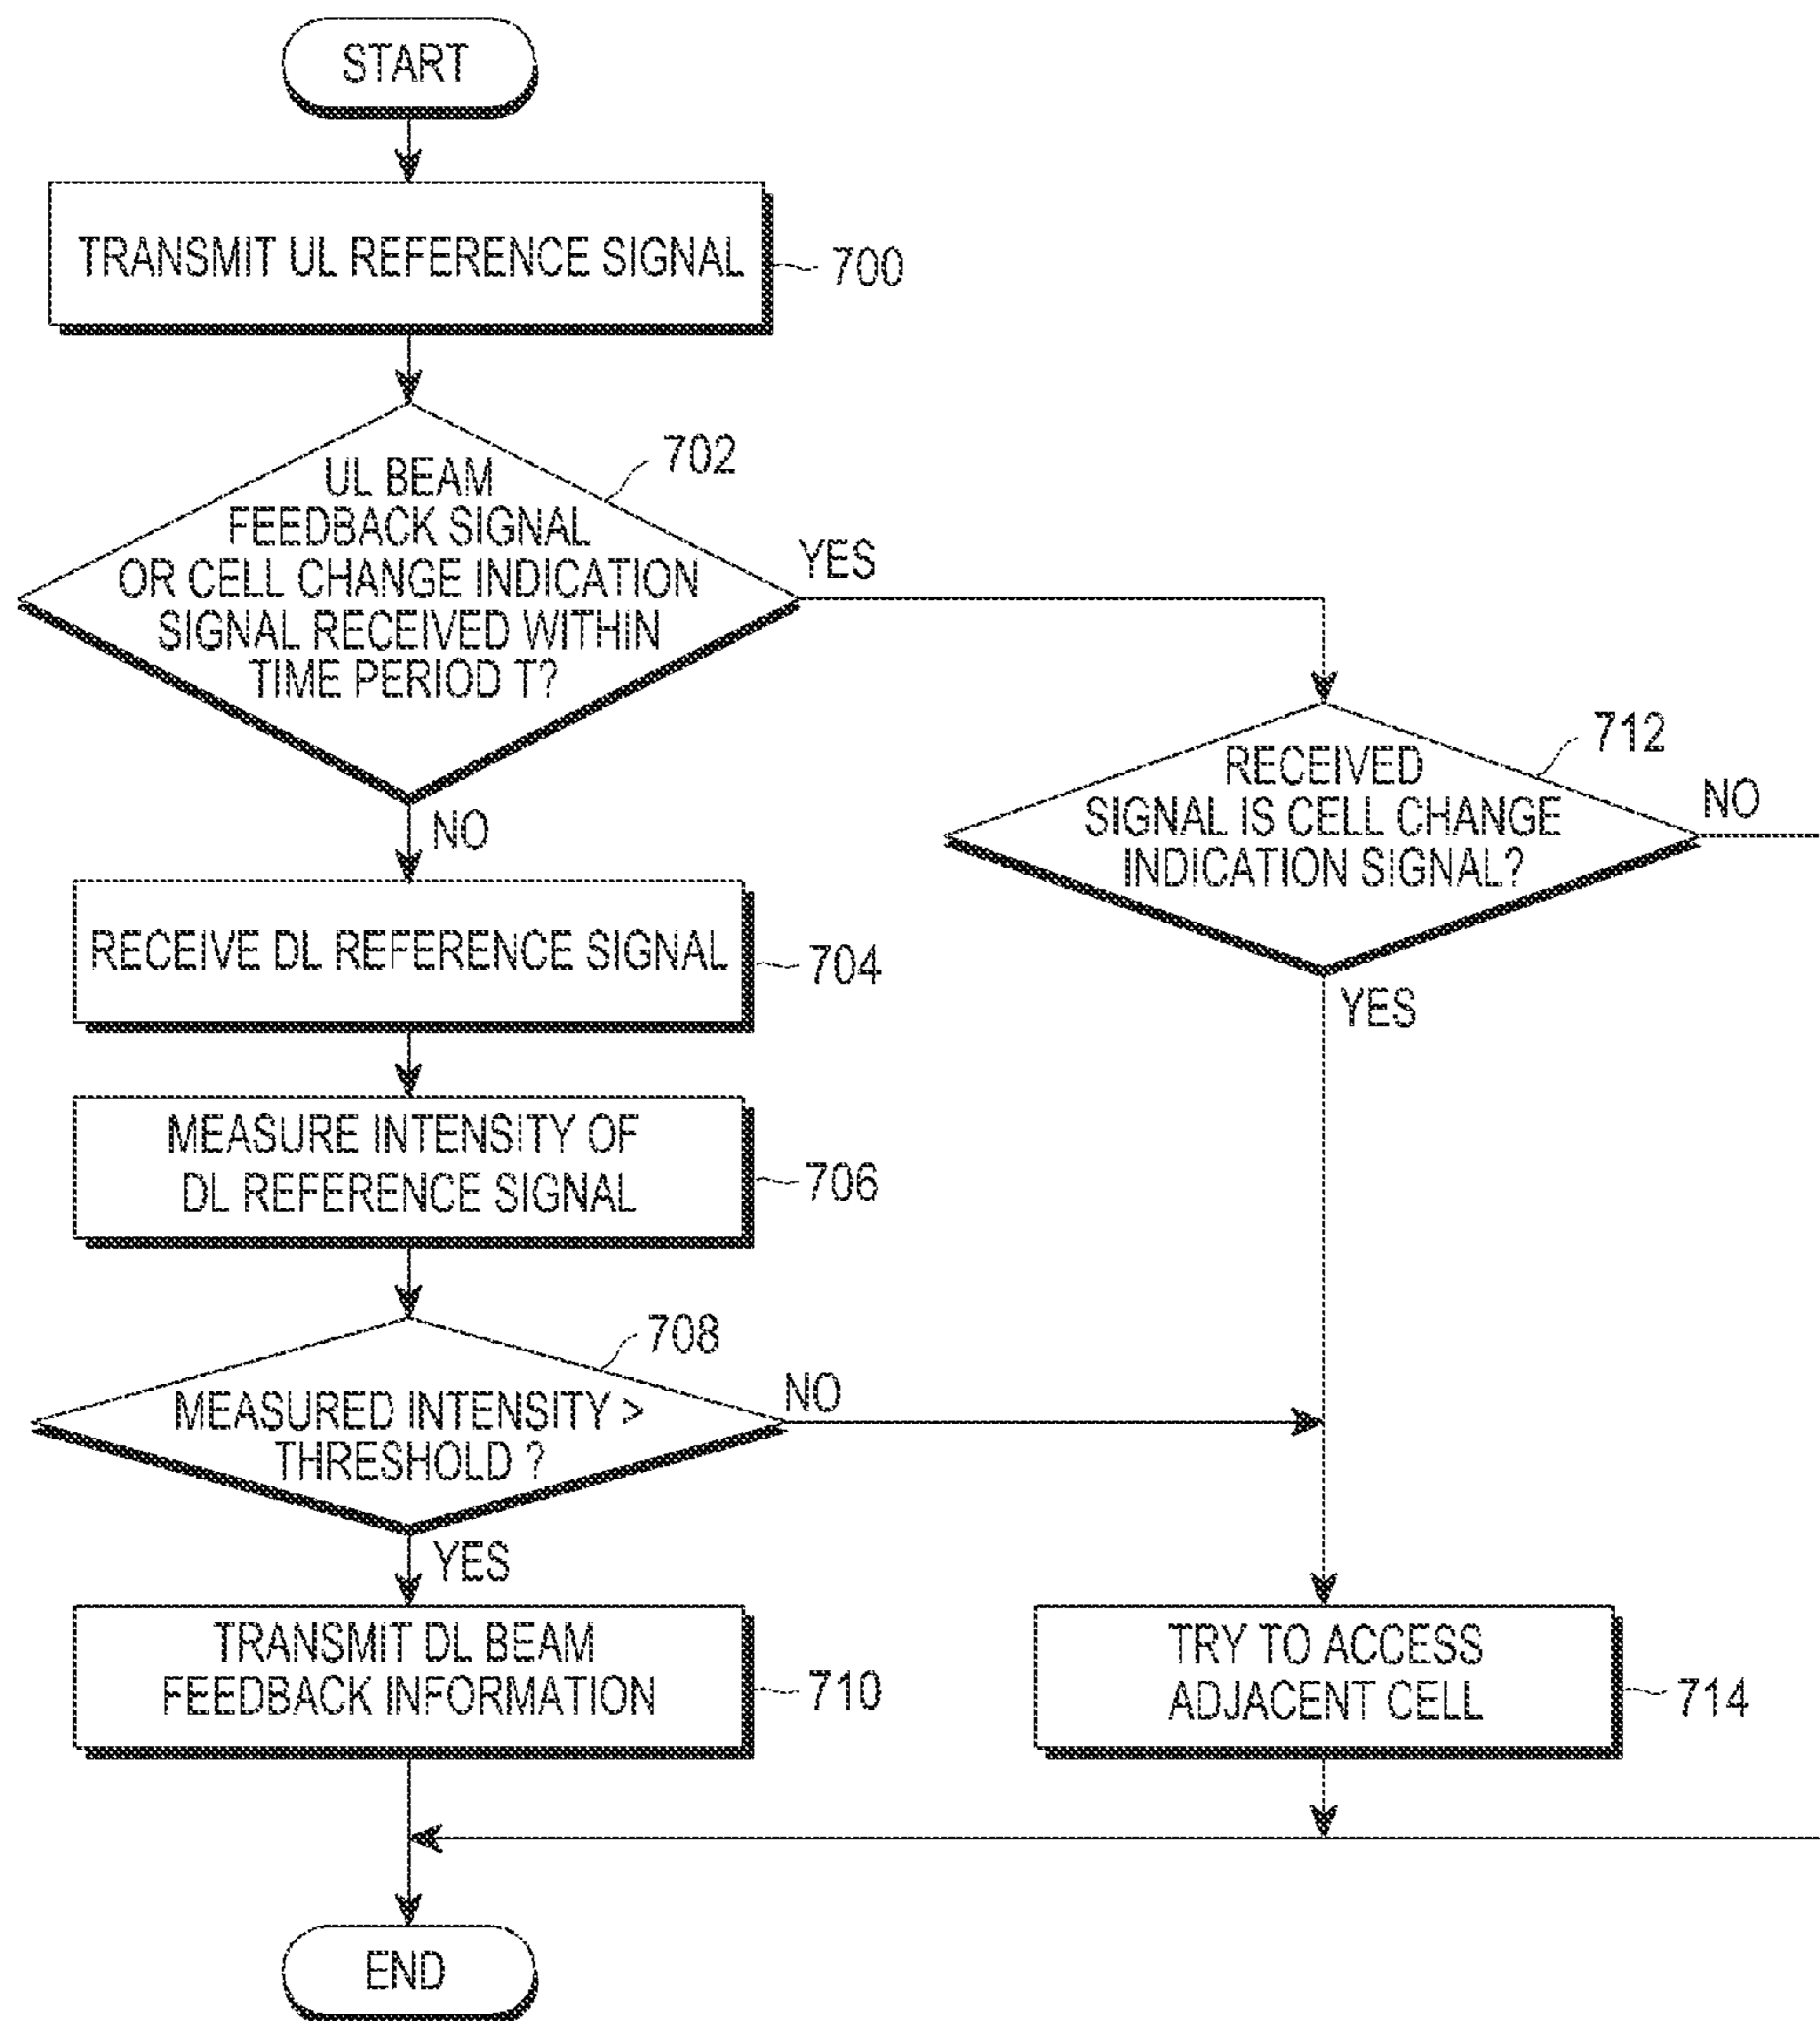 START
TRANSMIT UL REFERENCE SIGNAL
700
702
UL BEAM
FEEDBACK SIGNAL
OR CELL CHANGE INDICATION
SIGNAL RECEIVED WITHIN
TIME PERIOD T?
YES
NO
712
RECEIVED
SIGNAL IS CELL CHANGE
INDICATION SIGNAL?
NO
YES
RECEIVE DL REFERENCE SIGNAL
704
MEASURE INTENSITY OF
DL REFERENCE SIGNAL
706
708
MEASURED INTENSITY >
THRESHOLD ?
NO
YES
TRANSMIT DL BEAM
FEEDBACK INFORMATION
710
TRY TO ACCESS
ADJACENT CELL
714
END